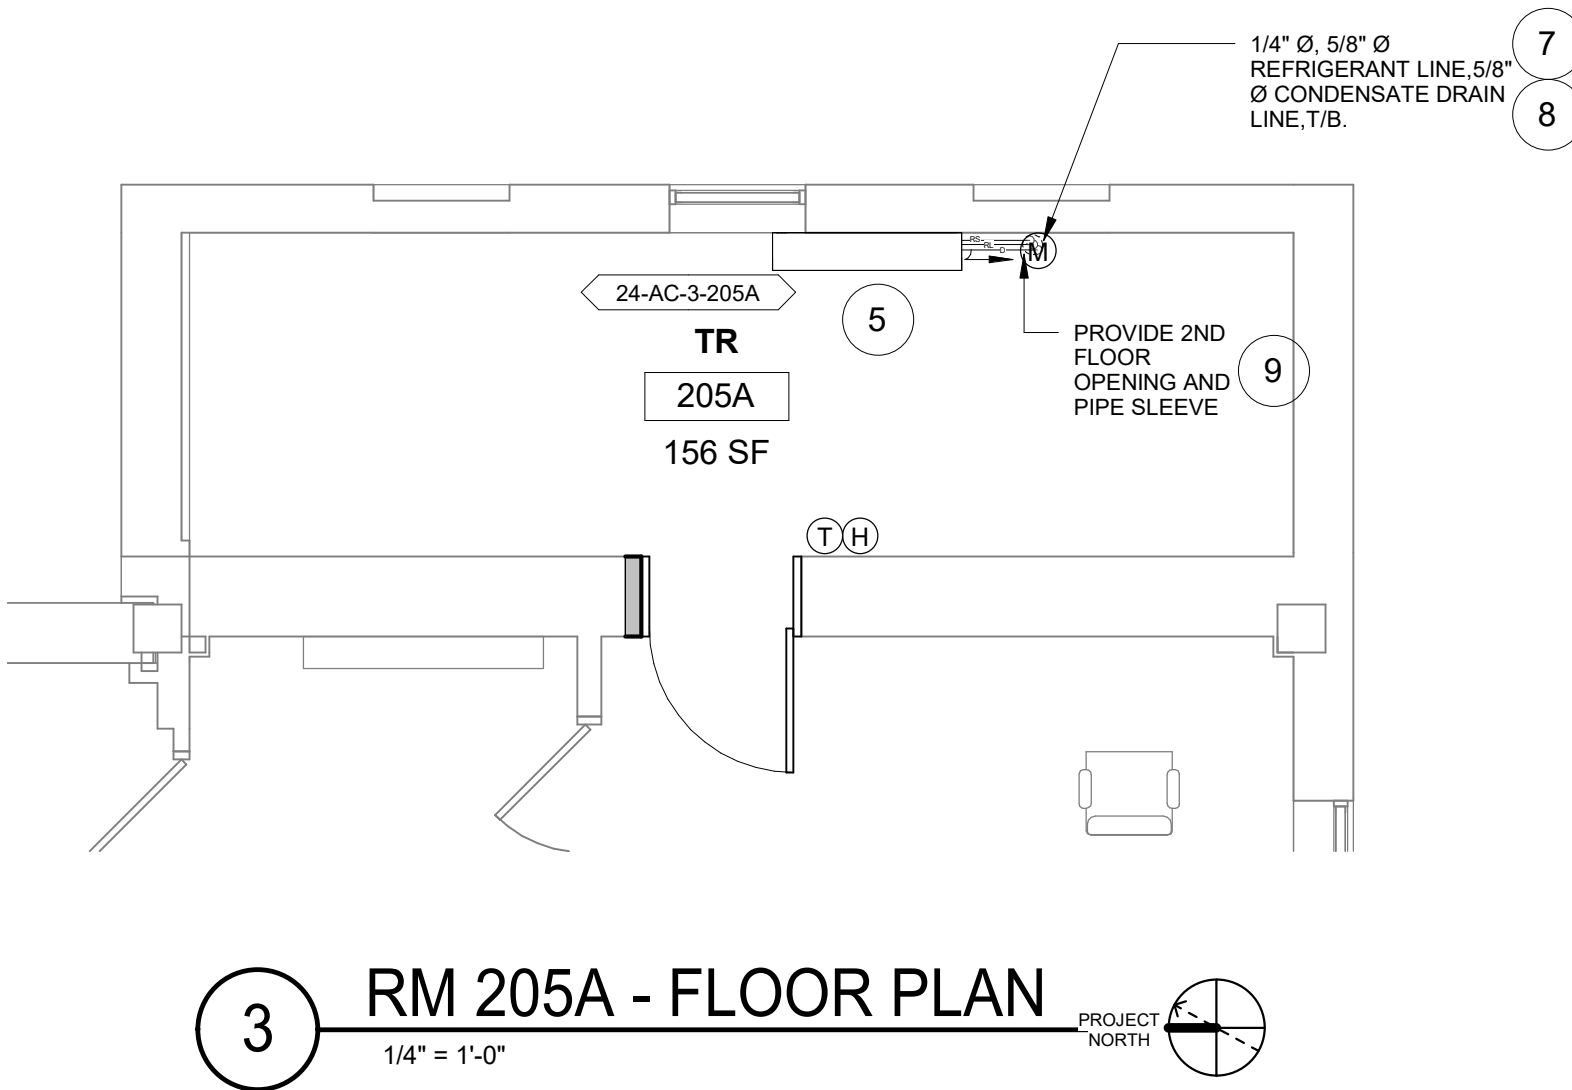 1/4" Ø, 5/8" Ø
REFRIGERANT LINE,5/8"
Ø CONDENSATE DRAIN
LINE,T/B.
7
8
RS
RL
D
M
24-AC-3-205A
5
TR
205A
156 SF
PROVIDE 2ND
FLOOR
OPENING AND
PIPE SLEEVE
9
T H
3
RM 205A - FLOOR PLAN
1/4" = 1'-0"
PROJECT
NORTH